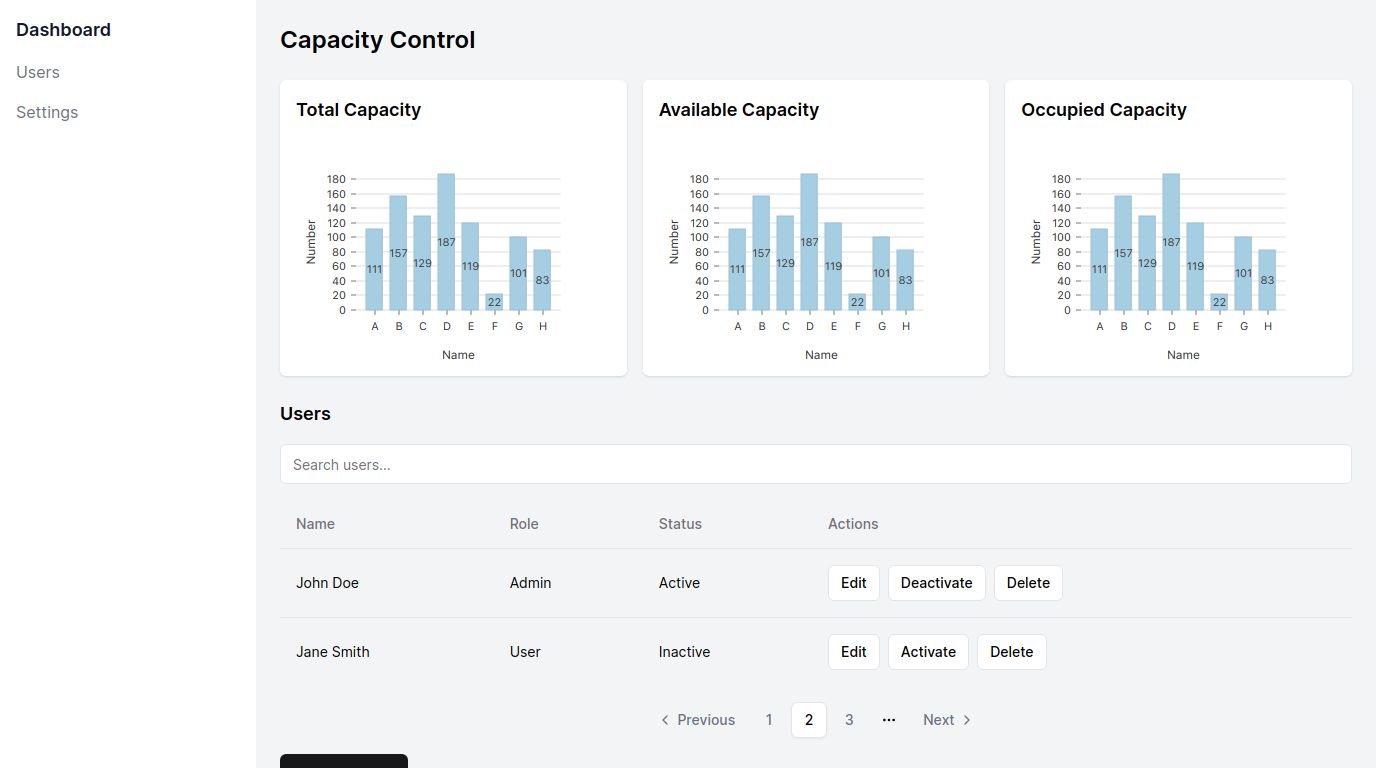 Dashboard
Users
Settings
Capacity Control
Total Capacity
180
160
140
120
100
80
60
40
20
0
Number
111
157
129
187
119
22
101
83
A B C D E F G H
Name
Available Capacity
180
160
140
120
100
80
60
40
20
0
Number
111
157
129
187
119
22
101
83
A B C D E F G H
Name
Occupied Capacity
180
160
140
120
100
80
60
40
20
0
Number
111
157
129
187
119
22
101
83
A B C D E F G H
Name
Users
Search users...
Name Role Status Actions
John Doe Admin Active Edit Deactivate Delete
Jane Smith User Inactive Edit Activate Delete
Previous 1 2 3 ... Next